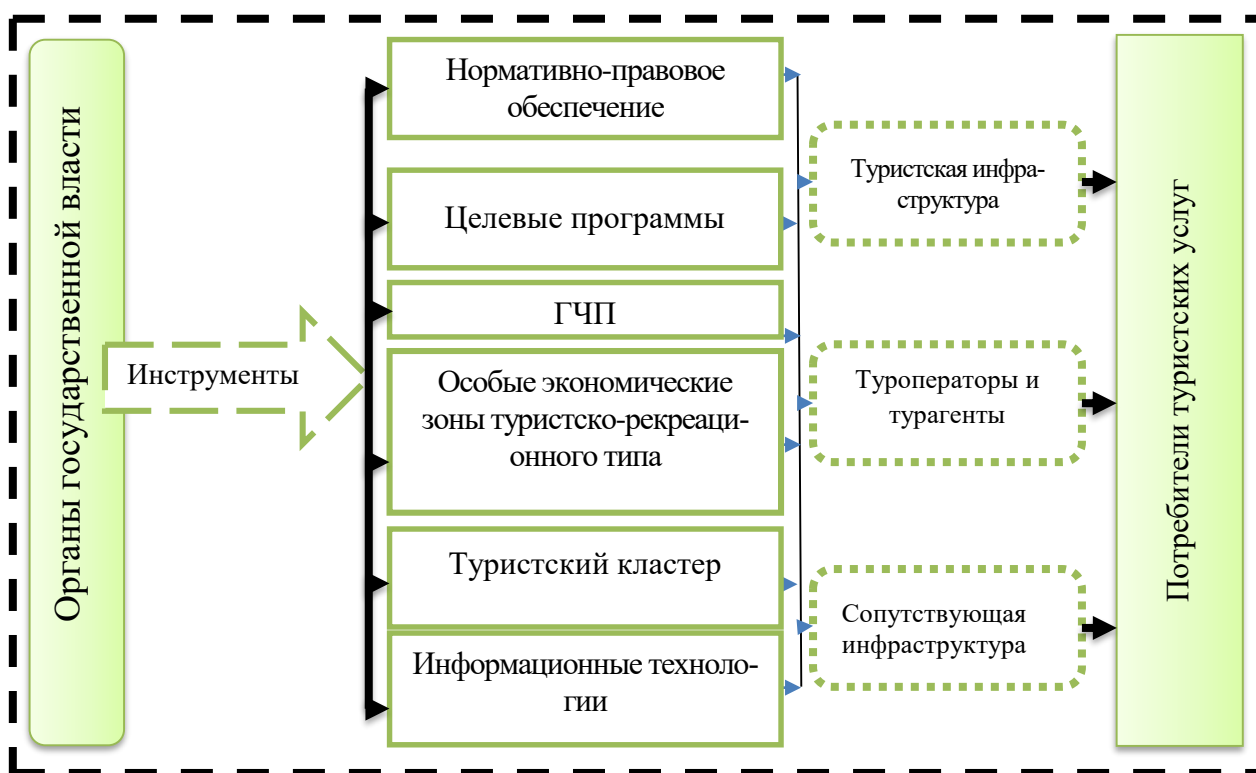 Органы государственной власти
Инструменты
Нормативно-правовое
обеспечение
Целевые программы
ГЧП
Особые экономические
зоны туристско-рекреаци-
онного типа
Туристский кластер
Информационные техноло-
гии
Туристская инфра-
структура
Туроператоры и
турагенты
Сопутствующая
инфраструктура
Потребители туристских услуг